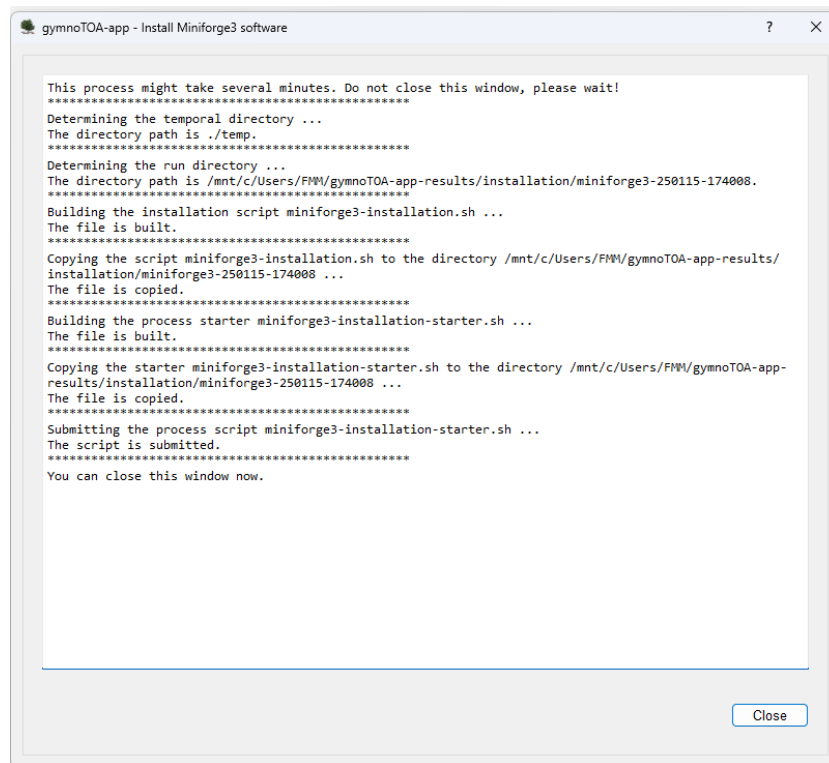 gymnoTOA-app - Install Miniforge3 software
?
×
This process might take several minutes. Do not close this window, please wait!
**************************************************
Determining the temporal directory ...
The directory path is ./temp.
**************************************************
Determining the run directory ...
The directory path is /mnt/c/Users/FMM/gymnoTOA-app-results/installation/miniforge3-250115-174008.
**************************************************
Building the installation script miniforge3-installation.sh ...
The file is built.
**************************************************
Copying the script miniforge3-installation.sh to the directory /mnt/c/Users/FMM/gymnoTOA-app-results/
installation/miniforge3-250115-174008 ...
The file is copied.
**************************************************
Building the process starter miniforge3-installation-starter.sh ...
The file is built.
**************************************************
Copying the starter miniforge3-installation-starter.sh to the directory /mnt/c/Users/FMM/gymnoTOA-app-
results/installation/miniforge3-250115-174008 ...
The file is copied.
**************************************************
Submitting the process script miniforge3-installation-starter.sh ...
The script is submitted.
**************************************************
You can close this window now.
Close